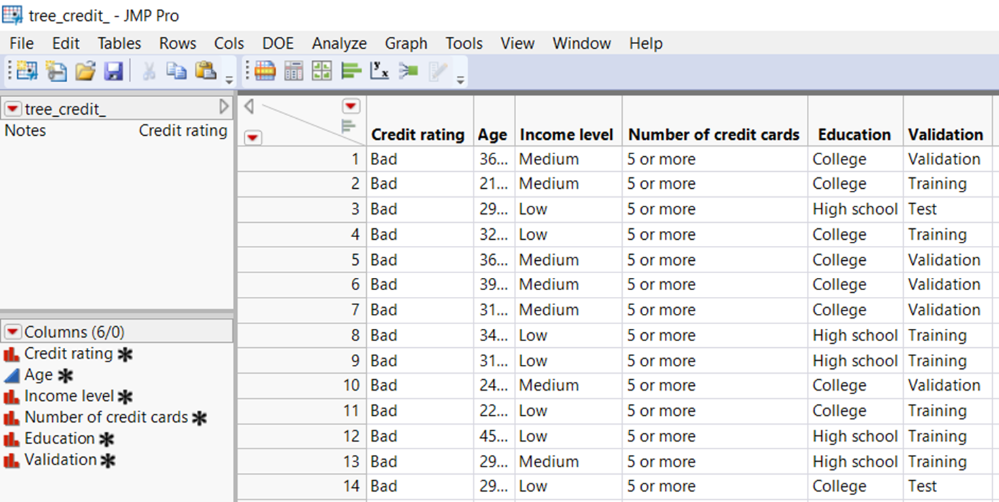 tree_credit_ - JMP Pro
File Edit Tables Rows Cols DOE Analyze Graph Tools View Window Help
tree_credit_
Notes Credit rating
Columns (6/0)
Credit rating
Age
Income level
Number of credit cards
Education
Validation
Credit rating Age Income level Number of credit cards Education Validation
1 Bad 36... Medium 5 or more College Validation
2 Bad 21... Medium 5 or more College Training
3 Bad 29... Low 5 or more High school Test
4 Bad 32... Low 5 or more College Training
5 Bad 36... Medium 5 or more College Validation
6 Bad 39... Medium 5 or more College Validation
7 Bad 31... Medium 5 or more College Validation
8 Bad 34... Low 5 or more High school Training
9 Bad 31... Low 5 or more High school Training
10 Bad 24... Medium 5 or more College Validation
11 Bad 22... Low 5 or more College Training
12 Bad 45... Low 5 or more High school Training
13 Bad 29... Medium 5 or more High school Training
14 Bad 29... Low 5 or more College Test